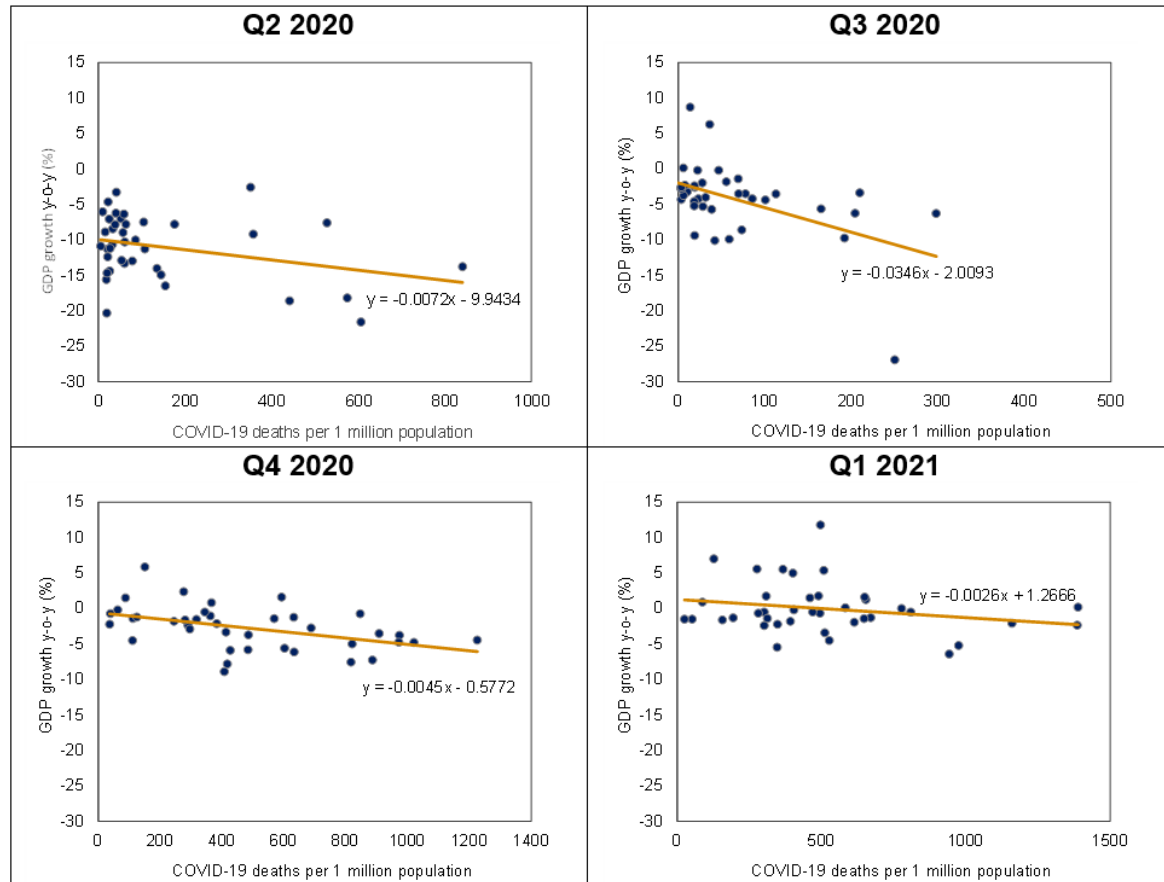 Q2 2020
15
10
5
0
-5
-10
-15
-20
-25
-30
GDP growth y-o-y (%)
y = -0.0072x - 9.9434
0 200 400 600 800 1000
COVID-19 deaths per 1 million population
Q3 2020
15
10
5
0
-5
-10
-15
-20
-25
-30
GDP growth y-o-y (%)
y = -0.0346x - 2.0093
0 100 200 300 400 500
COVID-19 deaths per 1 million population
Q4 2020
15
10
5
0
-5
-10
-15
-20
-25
-30
GDP growth y-o-y (%)
y = -0.0045x - 0.5772
0 200 400 600 800 1000 1200 1400
COVID-19 deaths per 1 million population
Q1 2021
15
10
5
0
-5
-10
-15
-20
-25
-30
GDP growth y-o-y (%)
y = -0.0026x + 1.2666
0 500 1000 1500
COVID-19 deaths per 1 million population